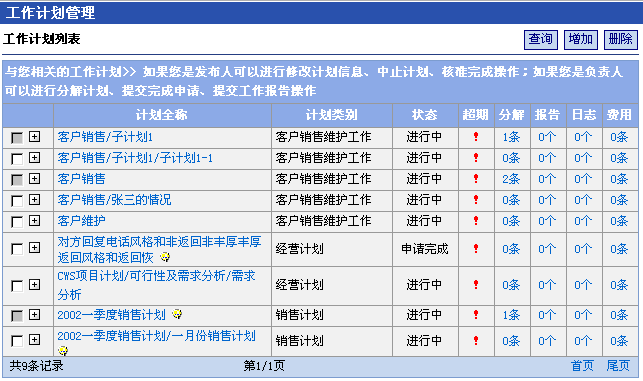 工作计划管理
工作计划列表 查询 增加 删除
与您相关的工作计划>> 如果您是发布人可以进行修改计划信息、中止计划、核准完成操作；如果您是负责人
可以进行分解计划、提交完成申请、提交工作报告操作
计划全称 计划类别 状态 超期 分解 报告 日志 费用
客户销售/子计划1 客户销售维护工作 进行中 ! 1条 0个 0个 0条
客户销售/子计划1/子计划1-1 客户销售维护工作 进行中 ! 0条 0个 0个 0条
客户销售 客户销售维护工作 进行中 ! 2条 0个 0个 0条
客户销售/张三的情况 客户销售维护工作 进行中 ! 0条 0个 0个 0条
客户维护 客户销售维护工作 进行中 ! 0条 0个 0个 0条
对方回复电话风格和非返回非丰厚丰厚
返回风格和返回恢 经营计划 申请完成 ! 0条 0个 0个 0条
CWS项目计划/可行性及需求分析/需求
分析 经营计划 进行中 ! 0条 0个 0个 0条
2002一季度销售计划 销售计划 进行中 ! 1条 0个 0个 0条
2002一季度销售计划/一月份销售计划 销售计划 进行中 ! 0条 0个 0个 0条
共9条记录 第1/1页 首页 尾页